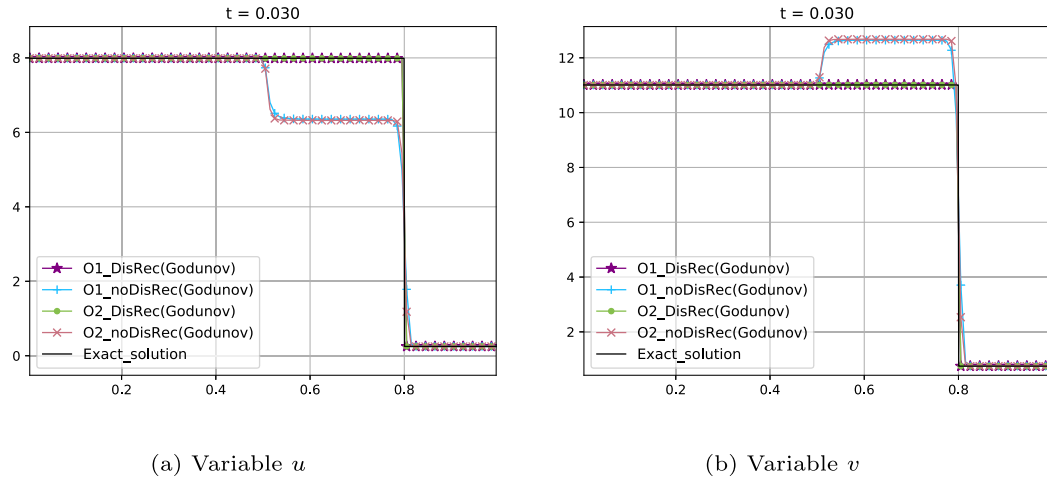 t = 0.030
8
6
4
2
0
0.2 0.4 0.6 0.8
O1_DisRec(Godunov)
O1_noDisRec(Godunov)
O2_DisRec(Godunov)
O2_noDisRec(Godunov)
Exact_solution
(a) Variable u
t = 0.030
12
10
8
6
4
2
0.2 0.4 0.6 0.8
O1_DisRec(Godunov)
O1_noDisRec(Godunov)
O2_DisRec(Godunov)
O2_noDisRec(Godunov)
Exact_solution
(b) Variable v